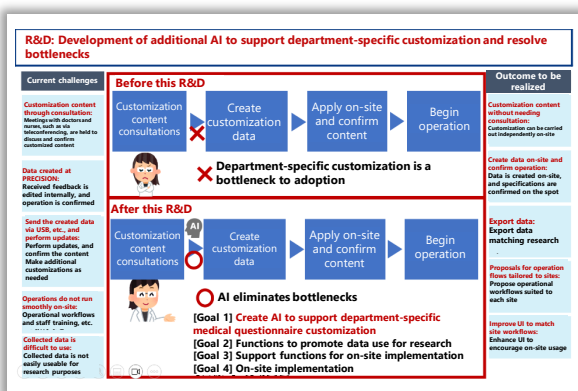 R&D: Development of additional AI to support department-specific customization and resolve
bottlenecks
Current challenges
Customization content
through consultation:
Meetings with doctors and
nurses, such as via
teleconferencing, are held to
discuss and confirm
customized content
Data created at
PRECISION:
Received feedback is
edited internally, and
operation is confirmed
Send the created data
via USB, etc., and
perform updates:
Perform updates, and
confirm the content
Make additional
customizations as
needed
Operations do not run
smoothly on-site:
Operational workflows
and staff training, etc.
Collected data is
difficult to use:
Collected data is not
easily useable for
research purposes
Before this R&D
Customization
content
consultations
Create
customization
data
Apply on-site
and confirm
content
Begin
operation
Department-specific customization is a
bottleneck to adoption
After this R&D
AI
Customization
content
consultations
Create
customization
data
Apply on-site
and confirm
content
Begin
operation
AI eliminates bottlenecks
[Goal 1] Create AI to support department-specific
medical questionnaire customization
[Goal 2] Functions to promote data use for research
[Goal 3] Support functions for on-site implementation
[Goal 4] On-site implementation
Outcome to be
realized
Customization content
without needing
consultation:
Customization can be carried
out independently on-site
Create data on-site and
confirm operation:
Data is created on-site,
and specifications are
confirmed on the spot
Export data:
Export data
matching research
Proposals for operation
flows tailored to sites:
Propose operational
workflows suited to
each site
Improve UI to match
site workflows:
Enhance UI to
encourage on-site usage